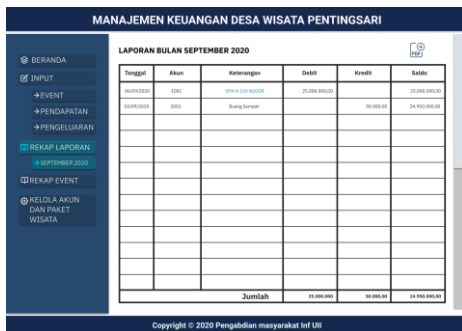 MANAJEMEN KEUANGAN DESA WISATA PENTINGSARI
BERANDA
INPUT
→EVENT
→PENDAPATAN
→PENGELUARAN
REKAP LAPORAN
→SEPTEMBER 2020
REKAP EVENT
KELOLA AKUN
DAN PAKET
WISATA
LAPORAN BULAN SEPTEMBER 2020
PDF
Tanggal Akun Keterangan Debit Kredit Saldo
06/09/2020 1001 25.000.000,00 25.000.000,00
10/09/2020 2001 Buang Sampah 50.000,00 24.950.000,00
Jumlah 25.000.000 50.000,00 24.950.000,00
Copyright © 2020 Pengabdian masyarakat Inf UII